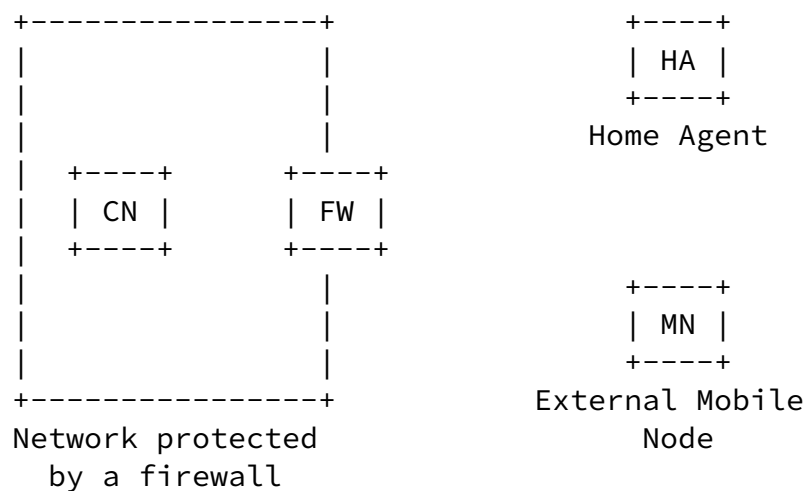 HA
Home Agent
CN
FW
MN
External Mobile
Node
Network protected
by a firewall